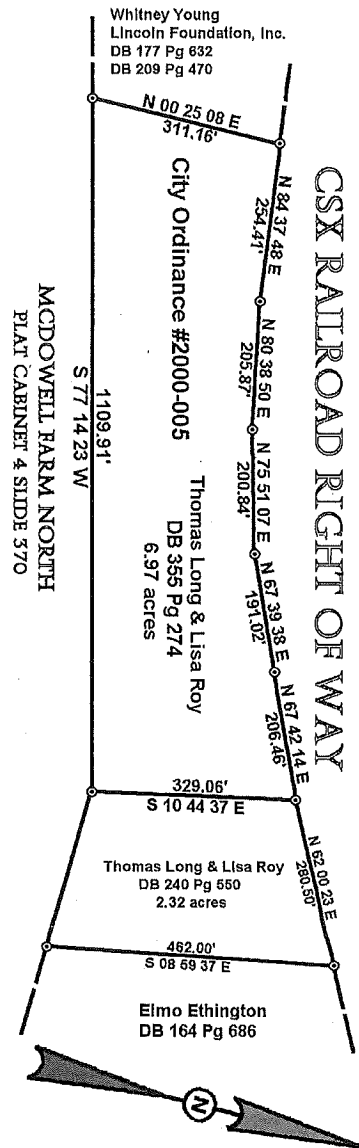 Whitney Young
Lincoln Foundation, Inc.
DB 177 Pg 632
DB 209 Pg 470
N 00 25 08 E
311.16'
CSX RAILROAD RIGHT OF WAY
N 84 37 48 E
254.41'
N 80 38 50 E
205.87'
N 75 51 07 E
200.84'
N 67 39 38 E
191.02'
N 67 42 14 E
206.46'
N 62 00 23 E
280.50'
City Ordinance #2000-005
Thomas Long & Lisa Roy
DB 355 Pg 274
6.97 acres
1109.91'
S 77 14 23 W
MCDOWELL FARM NORTH
PLAT CABINET 4 SLIDE 370
329.06'
S 10 44 37 E
Thomas Long & Lisa Roy
DB 240 Pg 550
2.32 acres
462.00'
S 08 59 37 E
Elmo Ethington
DB 164 Pg 686
N